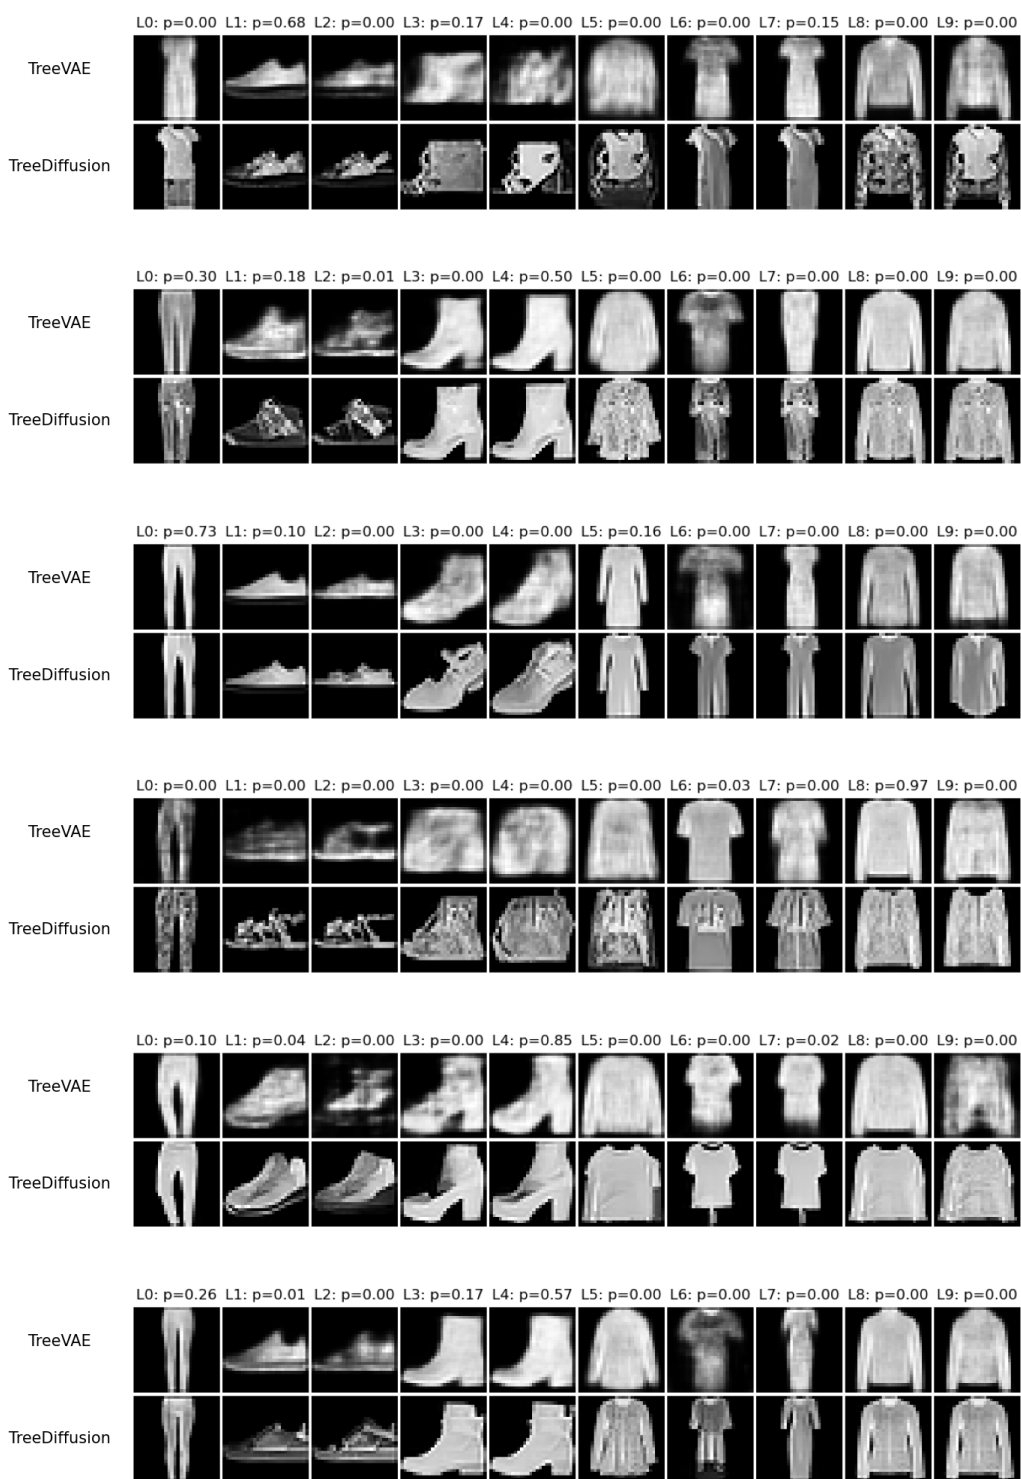 L0: p=0.00 L1: p=0.68 L2: p=0.00 L3: p=0.17 L4: p=0.00 L5: p=0.00 L6: p=0.00 L7: p=0.15 L8: p=0.00 L9: p=0.00
TreeVAE
TreeDiffusion
L0: p=0.30 L1: p=0.18 L2: p=0.01 L3: p=0.00 L4: p=0.50 L5: p=0.00 L6: p=0.00 L7: p=0.00 L8: p=0.00 L9: p=0.00
TreeVAE
TreeDiffusion
L0: p=0.73 L1: p=0.10 L2: p=0.00 L3: p=0.00 L4: p=0.00 L5: p=0.16 L6: p=0.00 L7: p=0.00 L8: p=0.00 L9: p=0.00
TreeVAE
TreeDiffusion
L0: p=0.00 L1: p=0.00 L2: p=0.00 L3: p=0.00 L4: p=0.00 L5: p=0.00 L6: p=0.03 L7: p=0.00 L8: p=0.97 L9: p=0.00
TreeVAE
TreeDiffusion
L0: p=0.10 L1: p=0.04 L2: p=0.00 L3: p=0.00 L4: p=0.85 L5: p=0.00 L6: p=0.00 L7: p=0.02 L8: p=0.00 L9: p=0.00
TreeVAE
TreeDiffusion
L0: p=0.26 L1: p=0.01 L2: p=0.00 L3: p=0.17 L4: p=0.57 L5: p=0.00 L6: p=0.00 L7: p=0.00 L8: p=0.00 L9: p=0.00
TreeVAE
TreeDiffusion